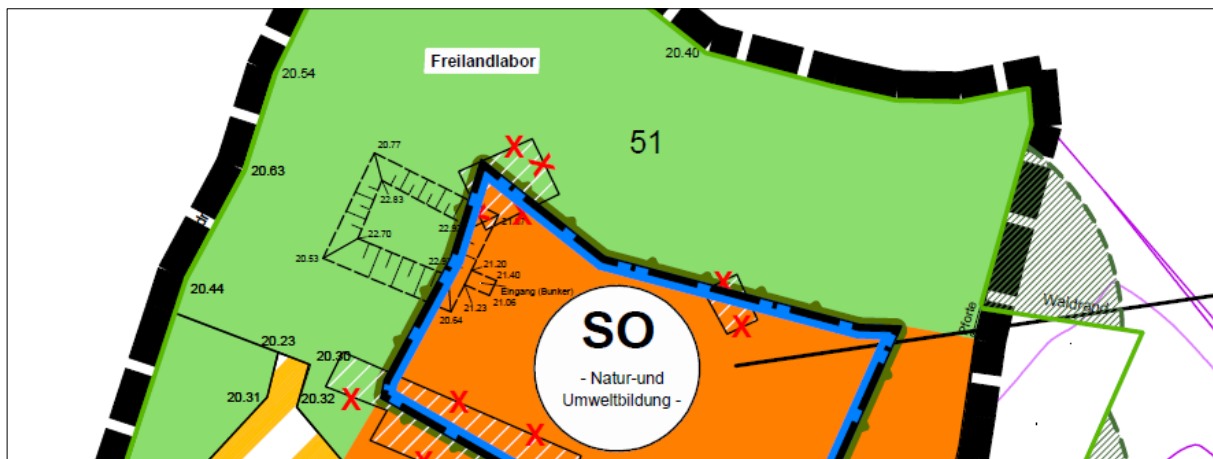 20.40
Freilandlabor
20.54
51
20.77
20.63
22.83
22.70
20.53
21.20
21.40
Eingang (Bunker)
21.06
21.23
20.64
20.44
Pforte
Waldrand
SO
- Natur-und
Umweltbildung -
20.23
20.30
20.31
20.32